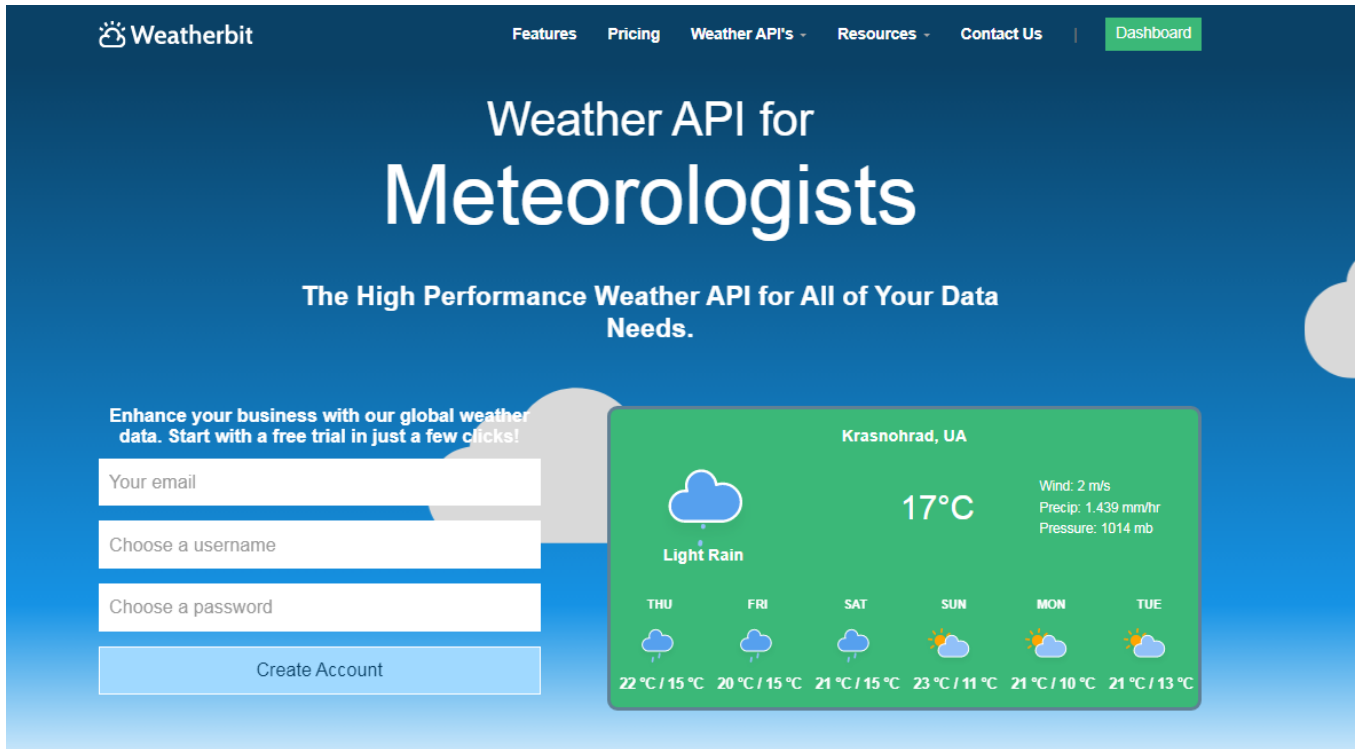 Weatherbit
Features Pricing Weather API's Resources Contact Us | Dashboard
Weather API for
Meteorologists
The High Performance Weather API for All of Your Data
Needs.
Enhance your business with our global weather
data. Start with a free trial in just a few clicks!
Your email
Choose a username
Choose a password
Create Account
Krasnohrad, UA
Light Rain
17°C
Wind: 2 m/s
Precip: 1.439 mm/hr
Pressure: 1014 mb
THU FRI SAT SUN MON TUE
22 °C / 15 °C 20 °C / 15 °C 21 °C / 15 °C 23 °C / 11 °C 21 °C / 10 °C 21 °C / 13 °C